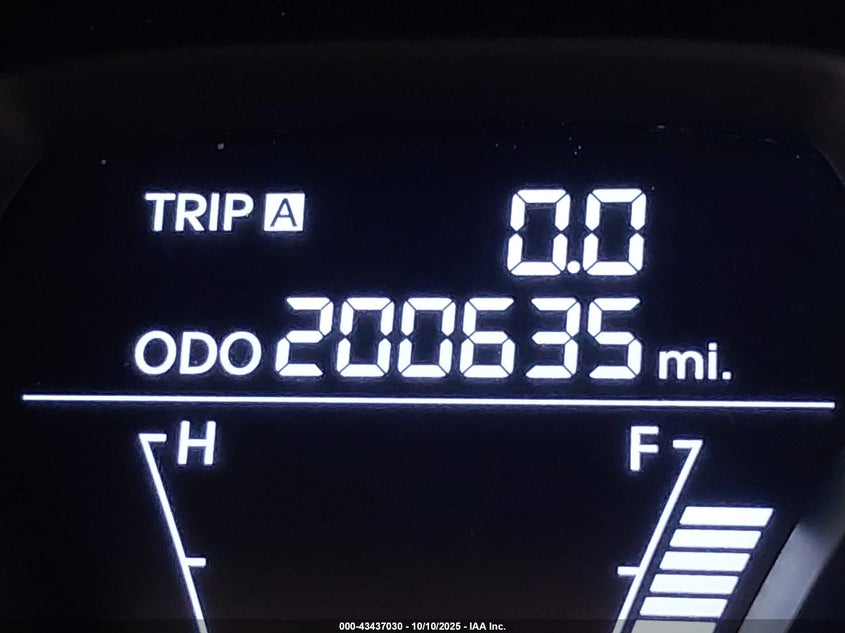 TRIP A 0.0
ODO 200635 mi.
H F
000-43437030 - 10/10/2025 - IAA Inc.